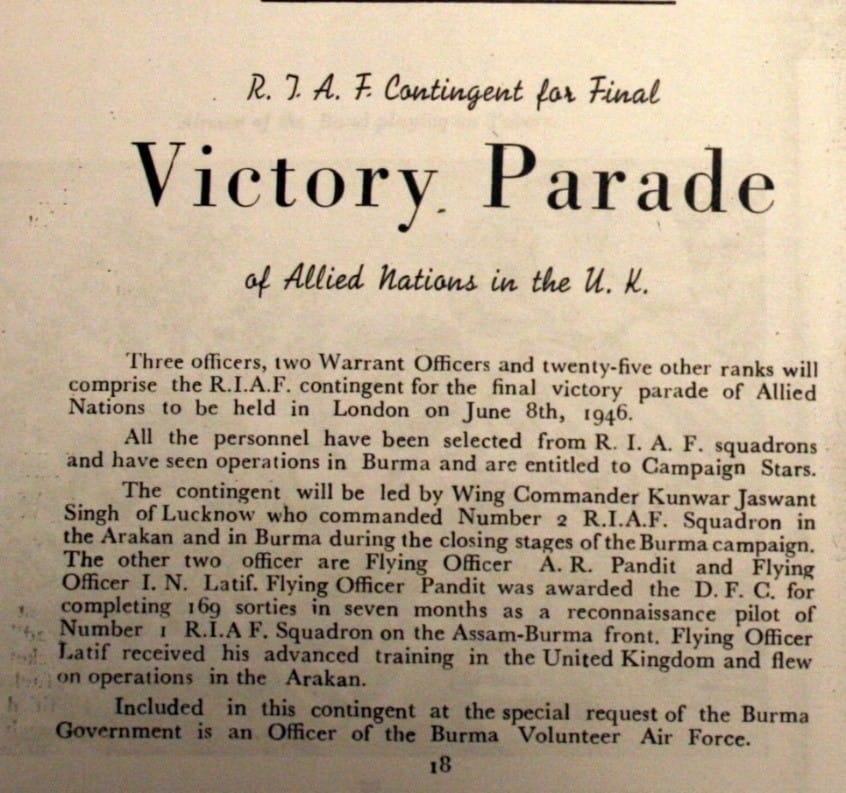 R. I. A. F. Contingent for Final
Victory Parade
of Allied Nations in the U. K.
Three officers, two Warrant Officers and twenty-five other ranks will
comprise the R.I.A.F. contingent for the final victory parade of Allied
Nations to be held in London on June 8th, 1946.
All the personnel have been selected from R. I. A. F. squadrons
and have seen operations in Burma and are entitled to Campaign Stars.
The contingent will be led by Wing Commander Kunwar Jaswant
Singh of Lucknow who commanded Number 2 R.I.A.F. Squadron in
the Arakan and in Burma during the closing stages of the Burma campaign.
The other two officer are Flying Officer A. R. Pandit and Flying
Officer I. N. Latif. Flying Officer Pandit was awarded the D. F. C. for
completing 169 sorties in seven months as a reconnaissance pilot of
Number 1 R.I.A F. Squadron on the Assam-Burma front. Flying Officer
Latif received his advanced training in the United Kingdom and flew
on operations in the Arakan.
Included in this contingent at the special request of the Burma
Government is an Officer of the Burma Volunteer Air Force.
18